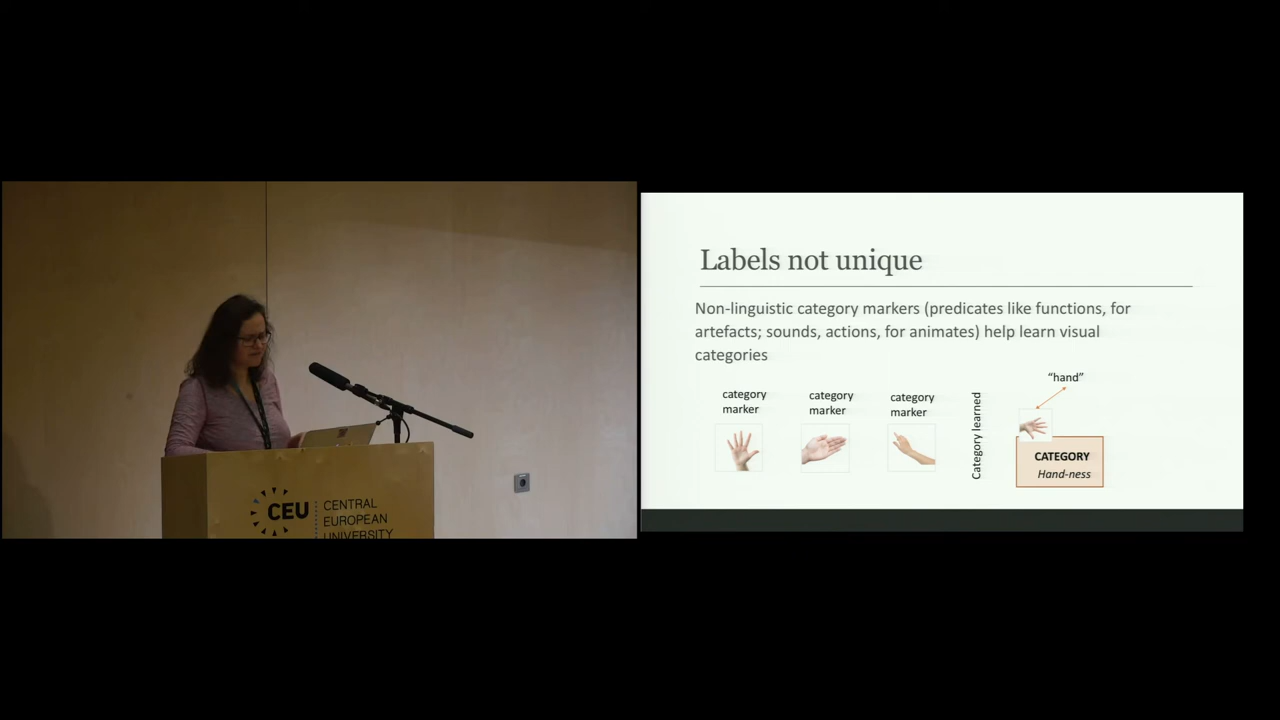 CEU
CENTRAL
EUROPEAN
UNIVERSITY
Labels not unique
Non-linguistic category markers (predicates like functions, for
artefacts; sounds, actions, for animates) help learn visual
categories
category
marker
category
marker
category
marker
Category learned
“hand”
CATEGORY
Hand-ness